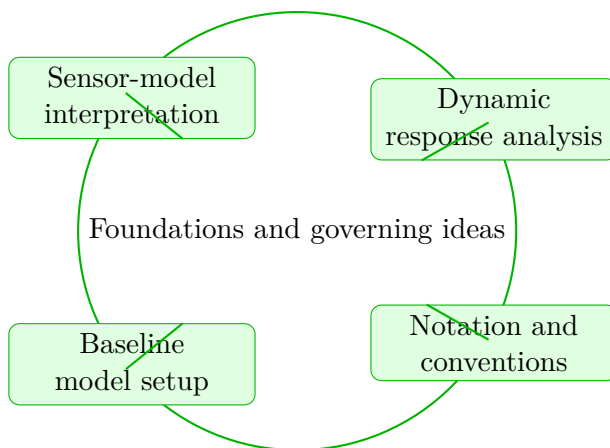 Sensor-model
interpretation
Dynamic
response analysis
Foundations and governing ideas
Baseline
model setup
Notation and
conventions